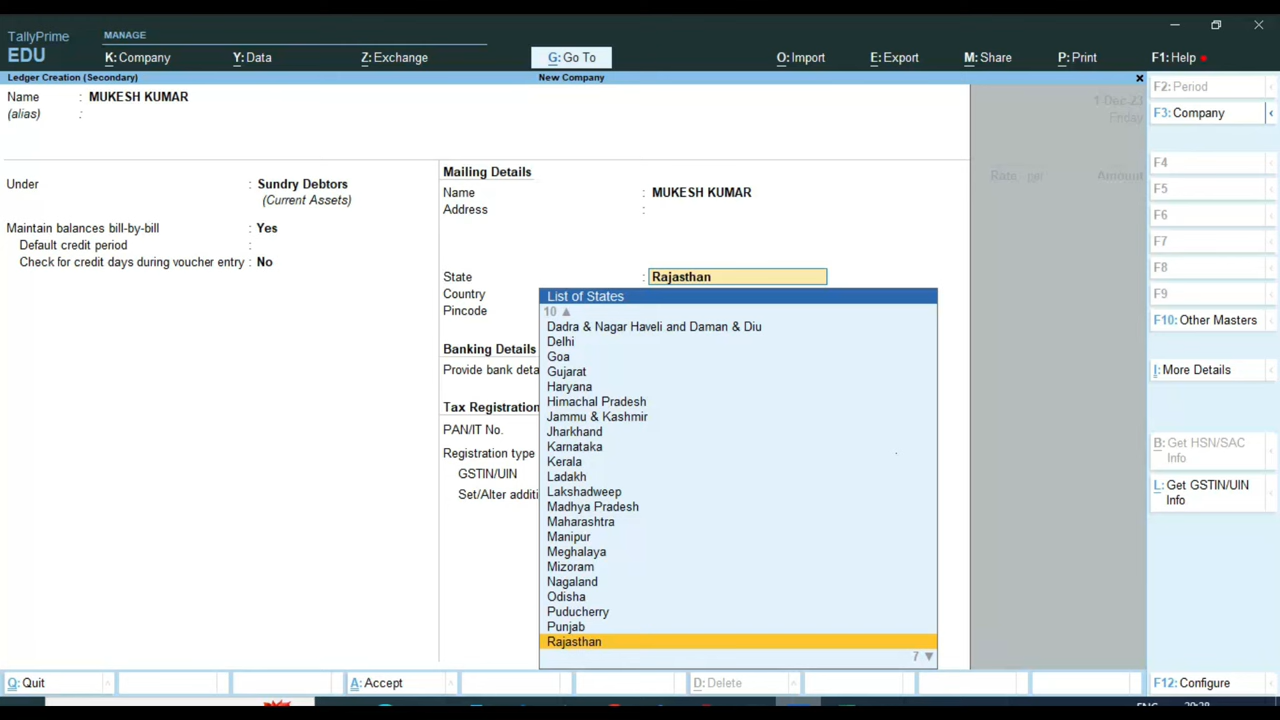 TallyPrime
EDU
MANAGE
K: Company
Y: Data
Z: Exchange
G: Go To
O: Import
E: Export
M: Share
P: Print
F1: Help
Ledger Creation (Secondary)
New Company
Name : MUKESH KUMAR
(alias) :
Under : Sundry Debtors
(Current Assets)
Maintain balances bill-by-bill : Yes
Default credit period :
Check for credit days during voucher entry : No
Mailing Details
Name : MUKESH KUMAR
Address :
State : Rajasthan
Country
Pincode
Banking Details
Provide bank deta
Tax Registration
PAN/IT No.
Registration type
GSTIN/UIN
Set/Alter additi
List of States
10
Dadra & Nagar Haveli and Daman & Diu
Delhi
Goa
Gujarat
Haryana
Himachal Pradesh
Jammu & Kashmir
Jharkhand
Karnataka
Kerala
Ladakh
Lakshadweep
Madhya Pradesh
Maharashtra
Manipur
Meghalaya
Mizoram
Nagaland
Odisha
Puducherry
Punjab
Rajasthan
7
1 Dec-23
Friday
Rate per Amount
F2: Period
F3: Company
F4
F5
F6
F7
F8
F9
F10: Other Masters
I: More Details
B: Get HSN/SAC
Info
L: Get GSTIN/UIN
Info
Q: Quit
A: Accept
D: Delete
F12: Configure